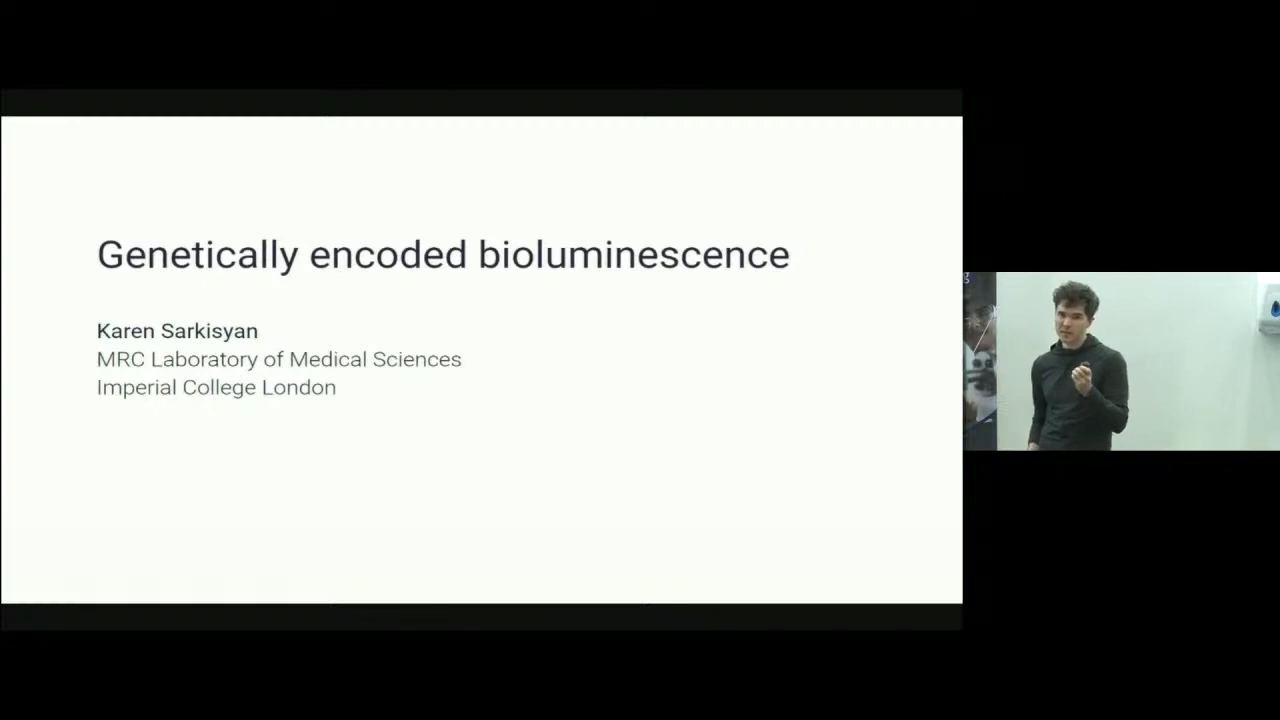 Genetically encoded bioluminescence
Karen Sarkisyan
MRC Laboratory of Medical Sciences
Imperial College London